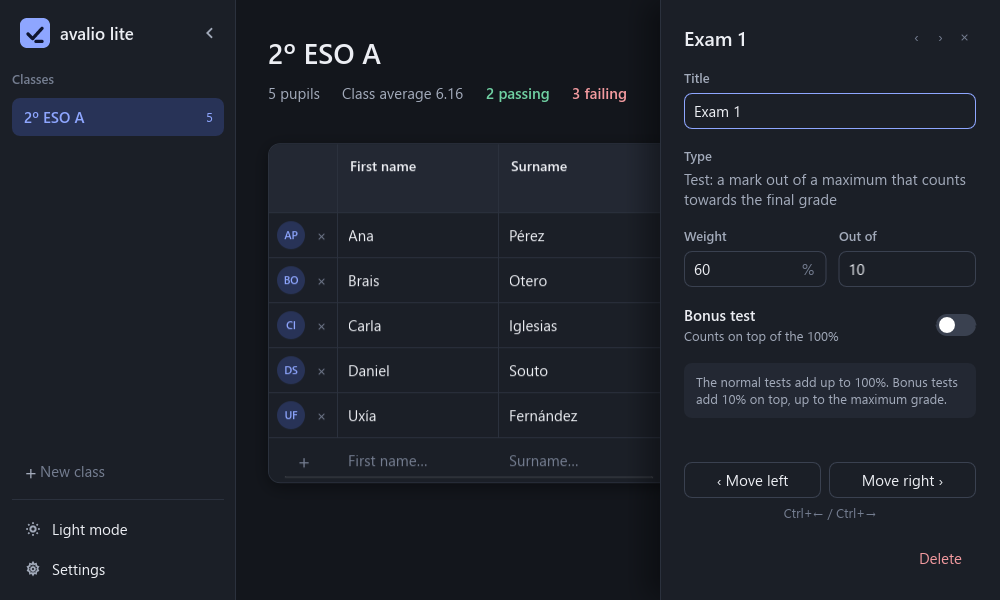 avalio lite
Classes
2º ESO A 5
+ New class
Light mode
Settings
2º ESO A
5 pupils Class average 6.16 2 passing 3 failing
First name Surname
AP × Ana Pérez
BO × Brais Otero
CI × Carla Iglesias
DS × Daniel Souto
UF × Uxía Fernández
+ First name... Surname...
Exam 1 ‹ › ×
Title
Exam 1
Type
Test: a mark out of a maximum that counts
towards the final grade
Weight Out of
60 % 10
Bonus test
Counts on top of the 100%
The normal tests add up to 100%. Bonus tests
add 10% on top, up to the maximum grade.
‹ Move left Move right ›
Ctrl+← / Ctrl+→
Delete